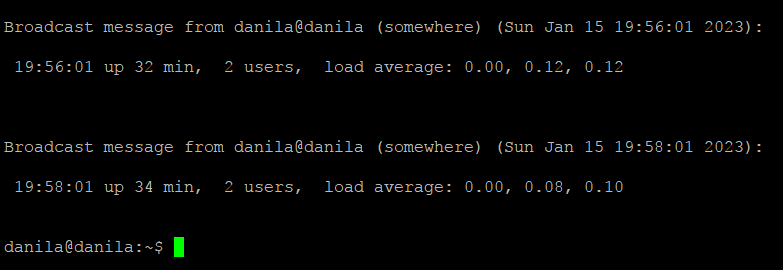 Broadcast message from danila@danila (somewhere) (Sun Jan 15 19:56:01 2023):
19:56:01 up 32 min,  2 users,  load average: 0.00, 0.12, 0.12
Broadcast message from danila@danila (somewhere) (Sun Jan 15 19:58:01 2023):
19:58:01 up 34 min,  2 users,  load average: 0.00, 0.08, 0.10
danila@danila:~$